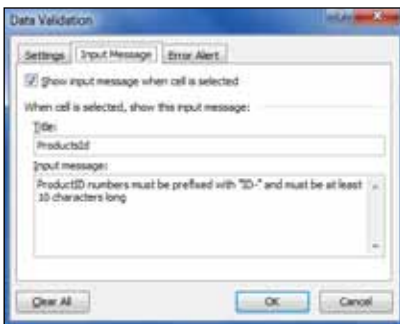 Data Validation
Settings
Input Message
Error Alert
Show input message when cell is selected
When cell is selected, show this input message:
Title:
ProductsId
Input message:
ProductID numbers must be prefixed with "ID-" and must be at least
10 characters long
Clear All
OK
Cancel